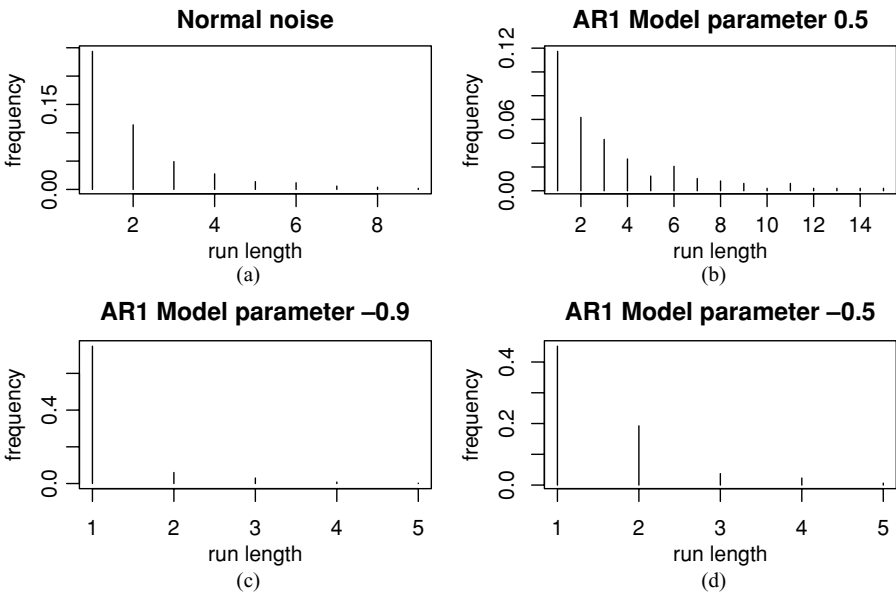 Normal noise
frequency
0.00
0.15
2
4
6
8
run length
(a)
AR1 Model parameter 0.5
frequency
0.00
0.06
0.12
2
4
6
8
10
12
14
run length
(b)
AR1 Model parameter –0.9
frequency
0.0
0.4
1
2
3
4
5
run length
(c)
AR1 Model parameter –0.5
frequency
0.0
0.2
0.4
1
2
3
4
5
run length
(d)